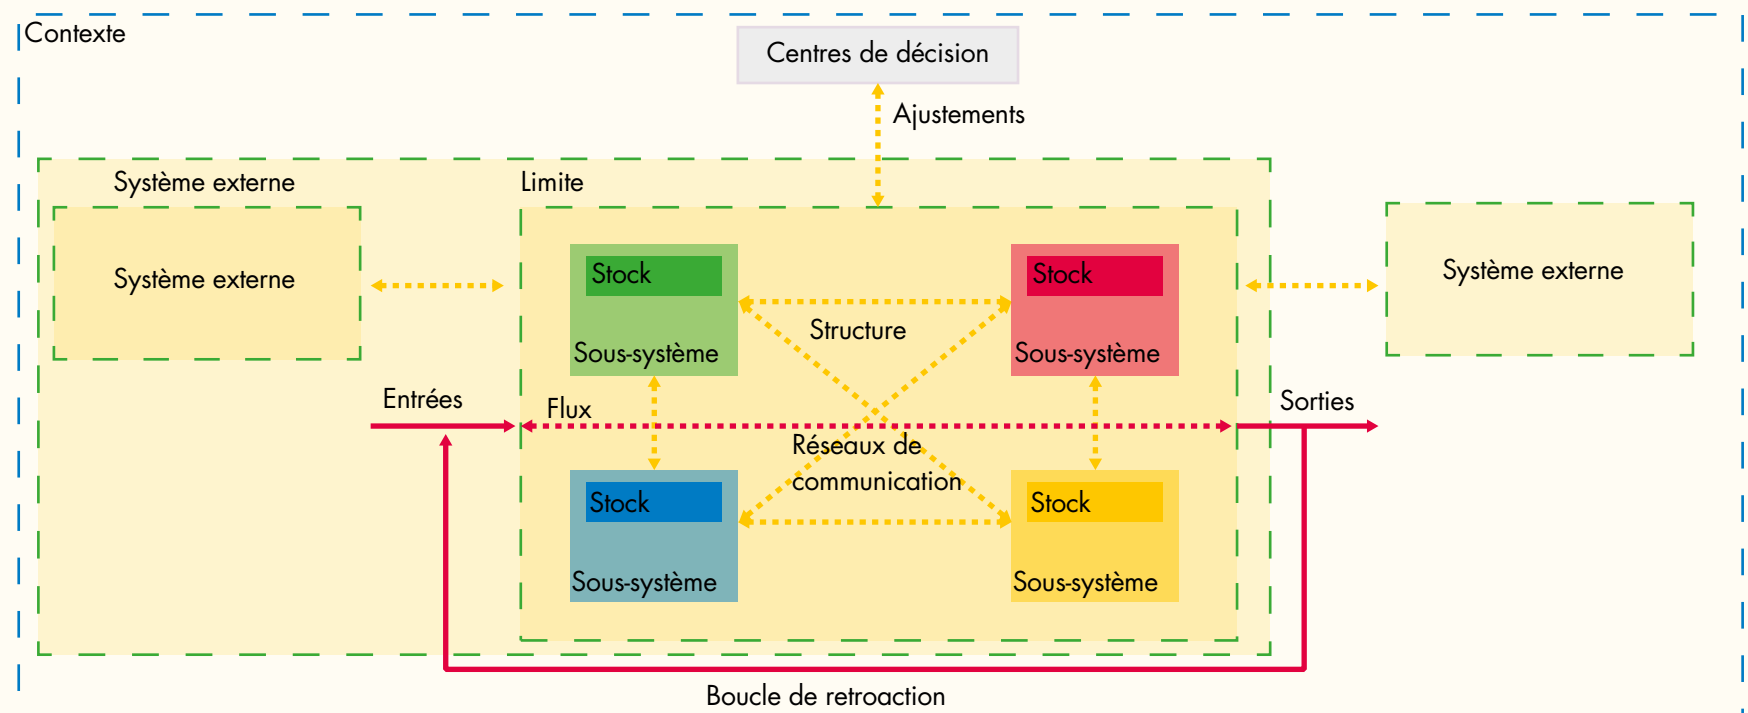 Contexte
Centres de décision
Ajustements
Système externe
Limite
Système externe
Système externe
Stock
Stock
Structure
Sous-système
Sous-système
Entrées
Flux
Sorties
Réseaux de
communication
Stock
Stock
Sous-système
Sous-système
Boucle de retroaction